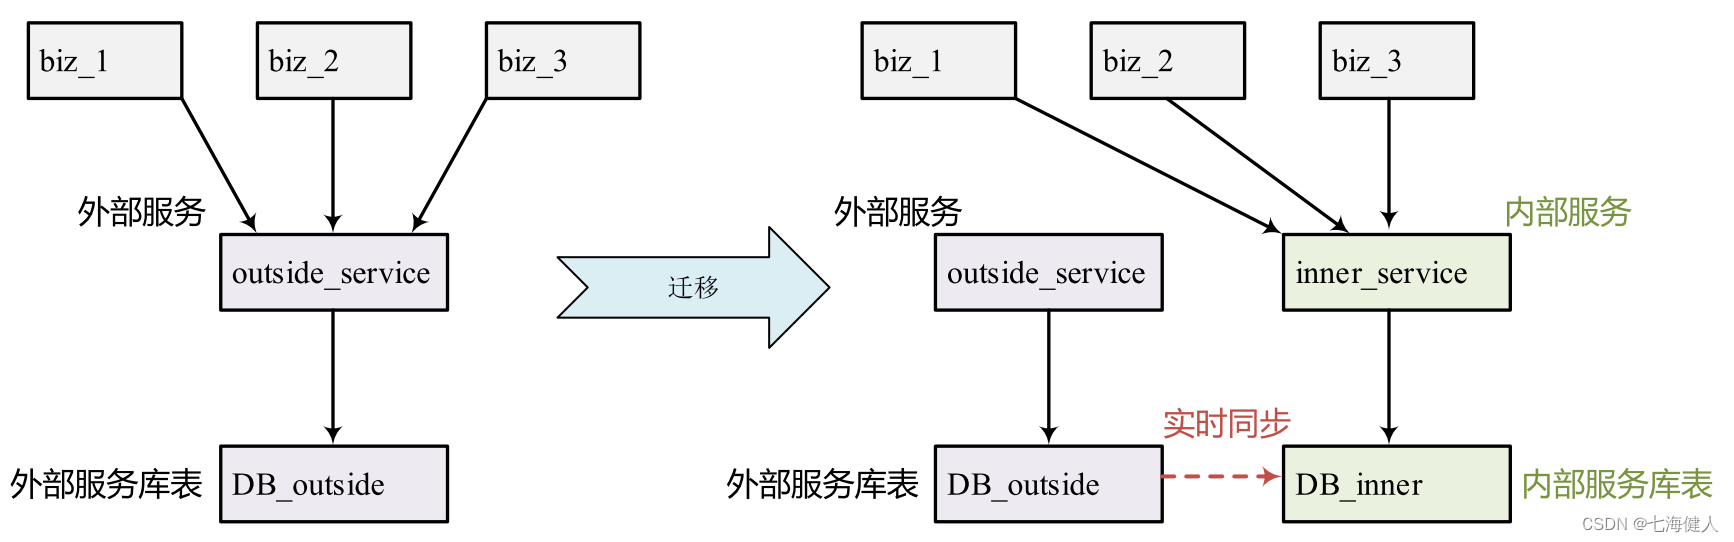 biz_1
biz_2
biz_3
biz_1
biz_2
biz_3
外部服务
外部服务
内部服务
outside_service
迁移
outside_service
inner_service
实时同步
外部服务库表
DB_outside
外部服务库表
DB_outside
DB_inner
内部服务库表
CSDN @七海健人